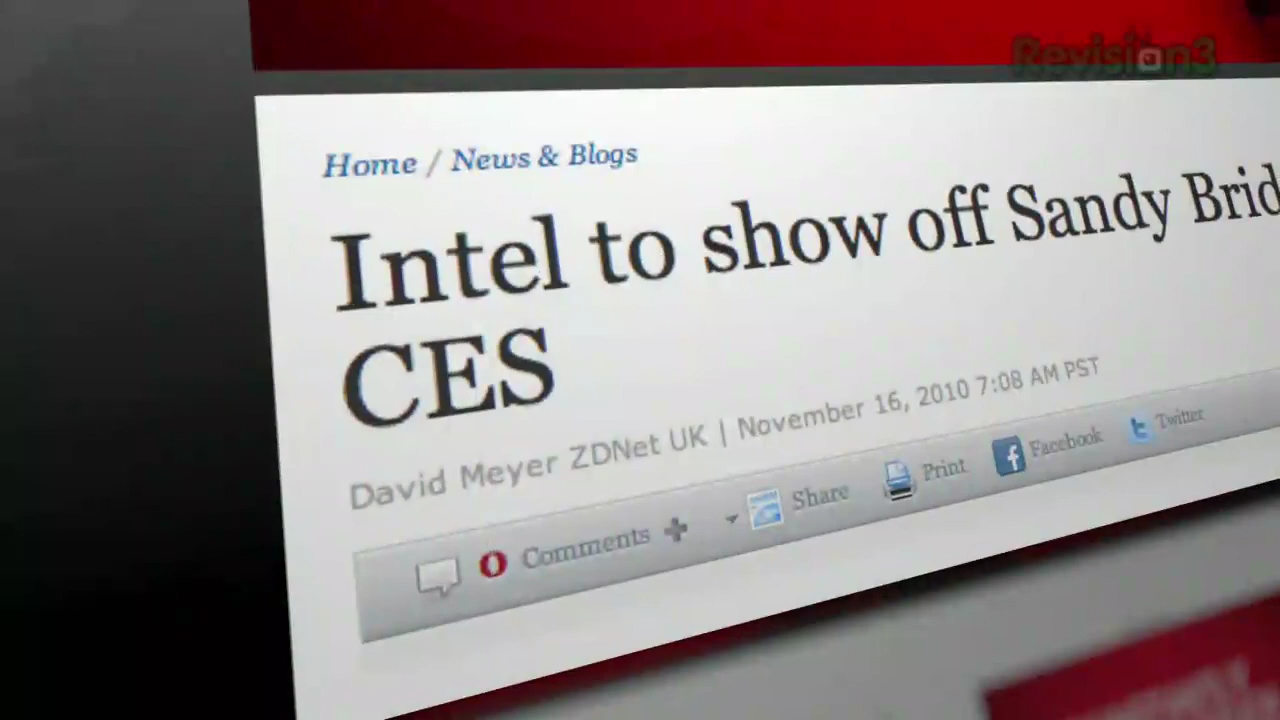 Revision3
Home / News & Blogs
Intel to show off Sandy Brid
CES
David Meyer ZDNet UK | November 16, 2010 7:08 AM PST
0 Comments + Share Print Facebook Twitter